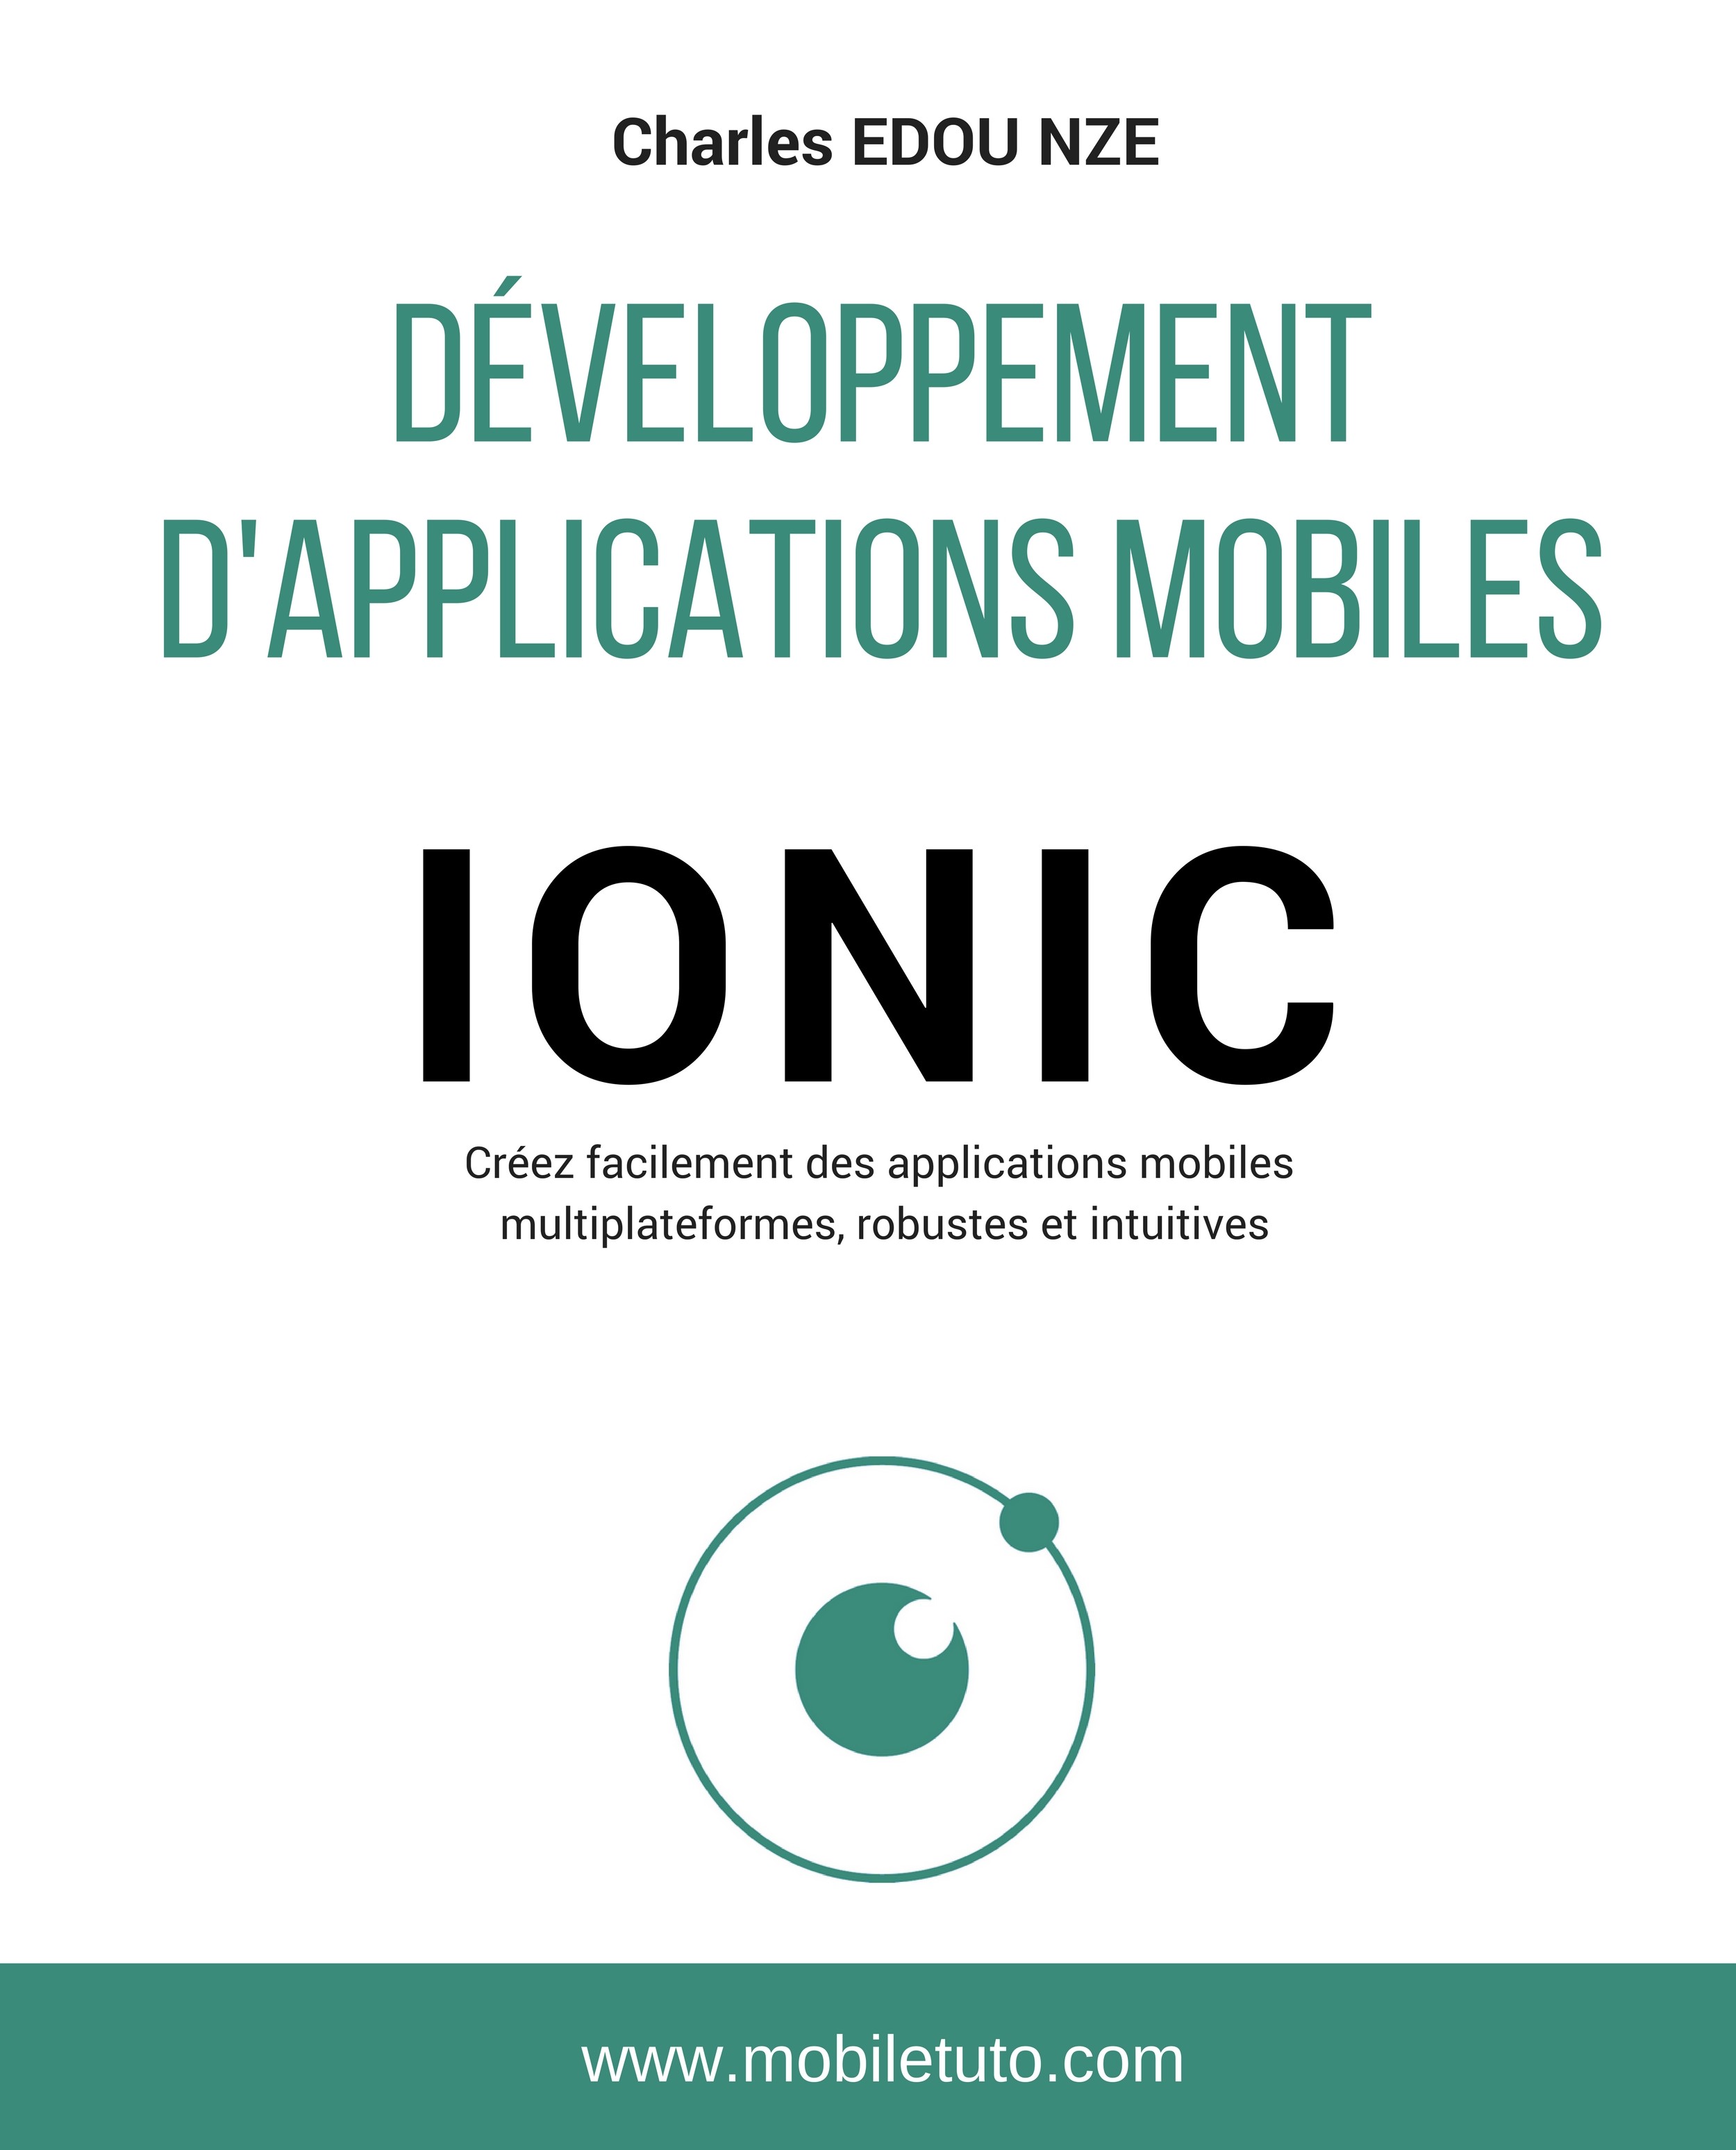 Charles EDOU NZE
DÉVELOPPEMENT
D'APPLICATIONS MOBILES
IONIC
Créez facilement des applications mobiles
multiplateformes, robustes et intuitives
www.mobiletuto.com